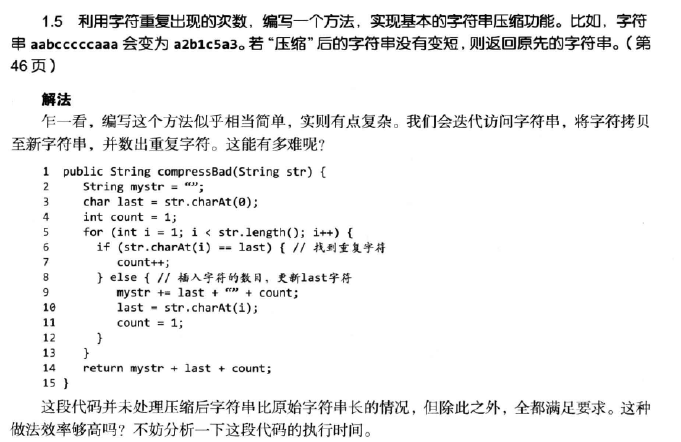 1.5 利用字符重复出现的次数，编写一个方法，实现基本的字符串压缩功能。比如，字符
串 aabcccccaaa 会变为 a2b1c5a3。若“压缩”后的字符串没有变短，则返回原先的字符串。（第
46 页）
解法
乍一看，编写这个方法似乎相当简单，实则有点复杂。我们会迭代访问字符串，将字符拷贝
至新字符串，并数出重复字符。这能有多难呢？
1 public String compressBad(String str) {
2 String mystr = “”;
3 char last = str.charAt(0);
4 int count = 1;
5 for (int i = 1; i < str.length(); i++) {
6 if (str.charAt(i) == last) { // 找到重复字符
7 count++;
8 } else { // 插入字符的数目，更新last字符
9 mystr += last + “” + count;
10 last = str.charAt(i);
11 count = 1;
12 }
13 }
14 return mystr + last + count;
15 }
这段代码并未处理压缩后字符串比原始字符串长的情况，但除此之外，全都满足要求。这种
做法效率够高吗？不妨分析一下这段代码的执行时间。